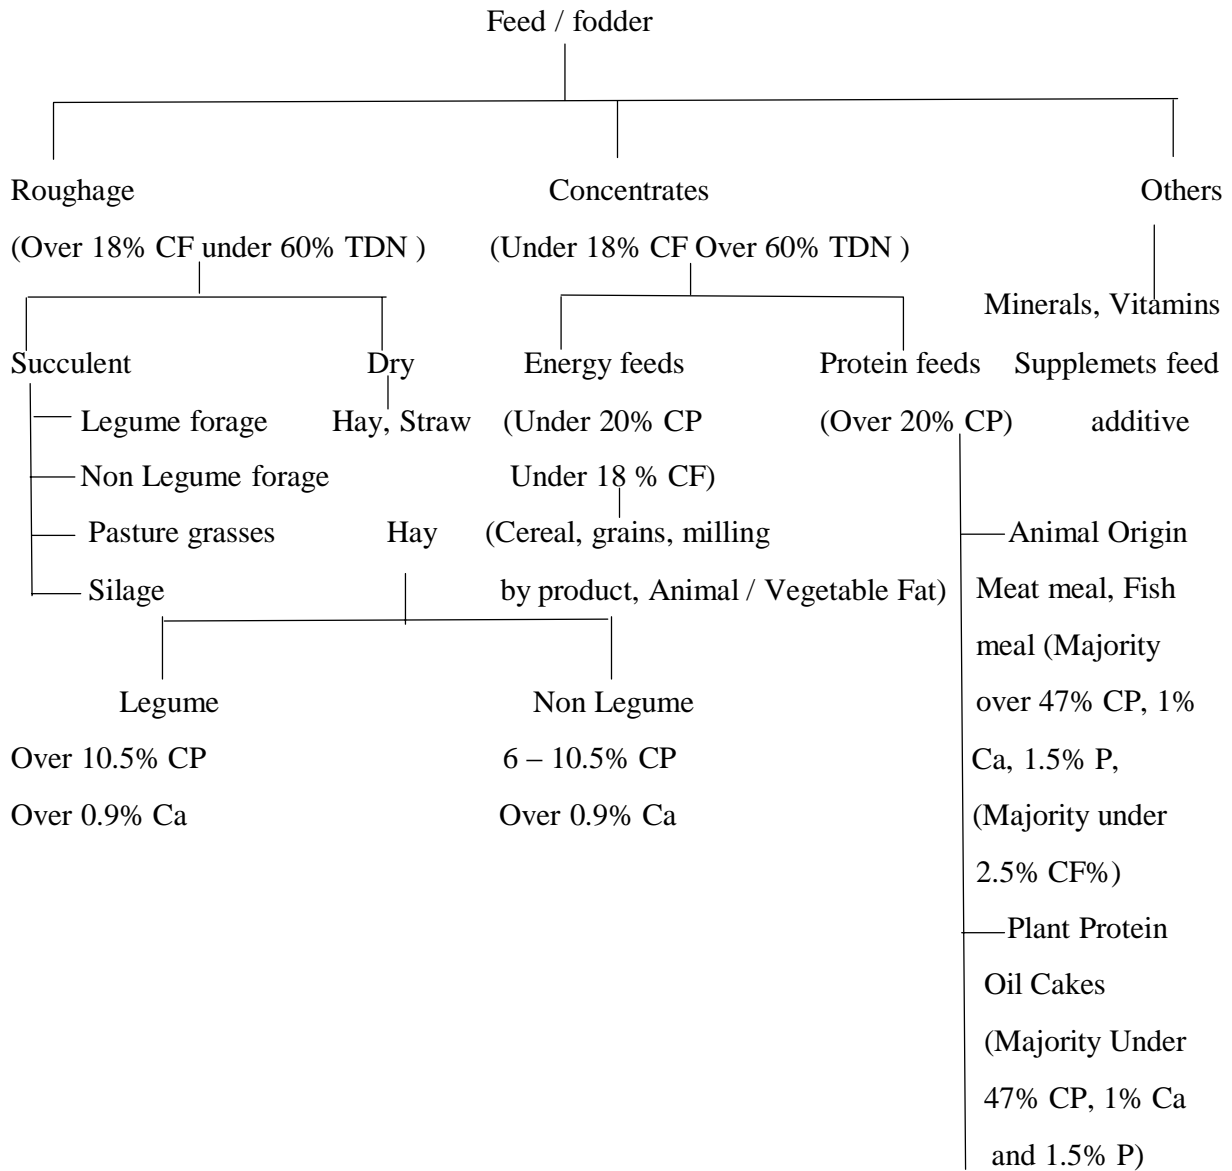 Feed / fodder
Roughage Concentrates Others
(Over 18% CF under 60% TDN ) (Under 18% CF Over 60% TDN )
Minerals, Vitamins
Succulent Dry Energy feeds Protein feeds Supplemets feed
Legume forage Hay, Straw (Under 20% CP (Over 20% CP) additive
Non Legume forage Under 18 % CF)
Pasture grasses Hay (Cereal, grains, milling Animal Origin
Silage by product, Animal / Vegetable Fat) Meat meal, Fish
meal (Majority
Legume Non Legume over 47% CP, 1%
Over 10.5% CP 6 – 10.5% CP Ca, 1.5% P,
Over 0.9% Ca Over 0.9% Ca (Majority under
2.5% CF%)
Plant Protein
Oil Cakes
(Majority Under
47% CP, 1% Ca
and 1.5% P)